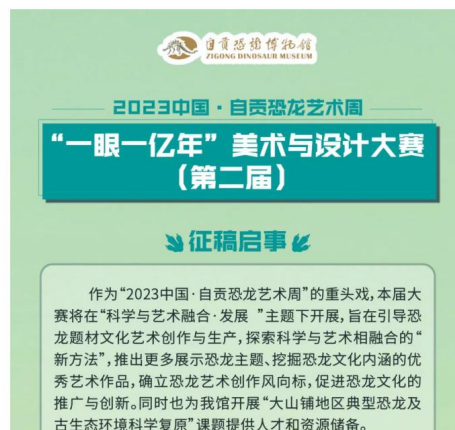 自贡恐龙博物馆
ZIGONG DINOSAUR MUSEUM
2023中国·自贡恐龙艺术周
“一眼一亿年”美术与设计大赛
（第二届）
征稿启事
作为“2023中国·自贡恐龙艺术周”的重头戏，本届大
赛将在“科学与艺术融合·发展 ”主题下开展，旨在引导恐
龙题材文化艺术创作与生产，探索科学与艺术相融合的“
新方法”，推出更多展示恐龙主题、挖掘恐龙文化内涵的优
秀艺术作品，确立恐龙艺术创作风向标，促进恐龙文化的
推广与创新。同时也为我馆开展“大山铺地区典型恐龙及
古生态环境科学复原”课题提供人才和资源储备。